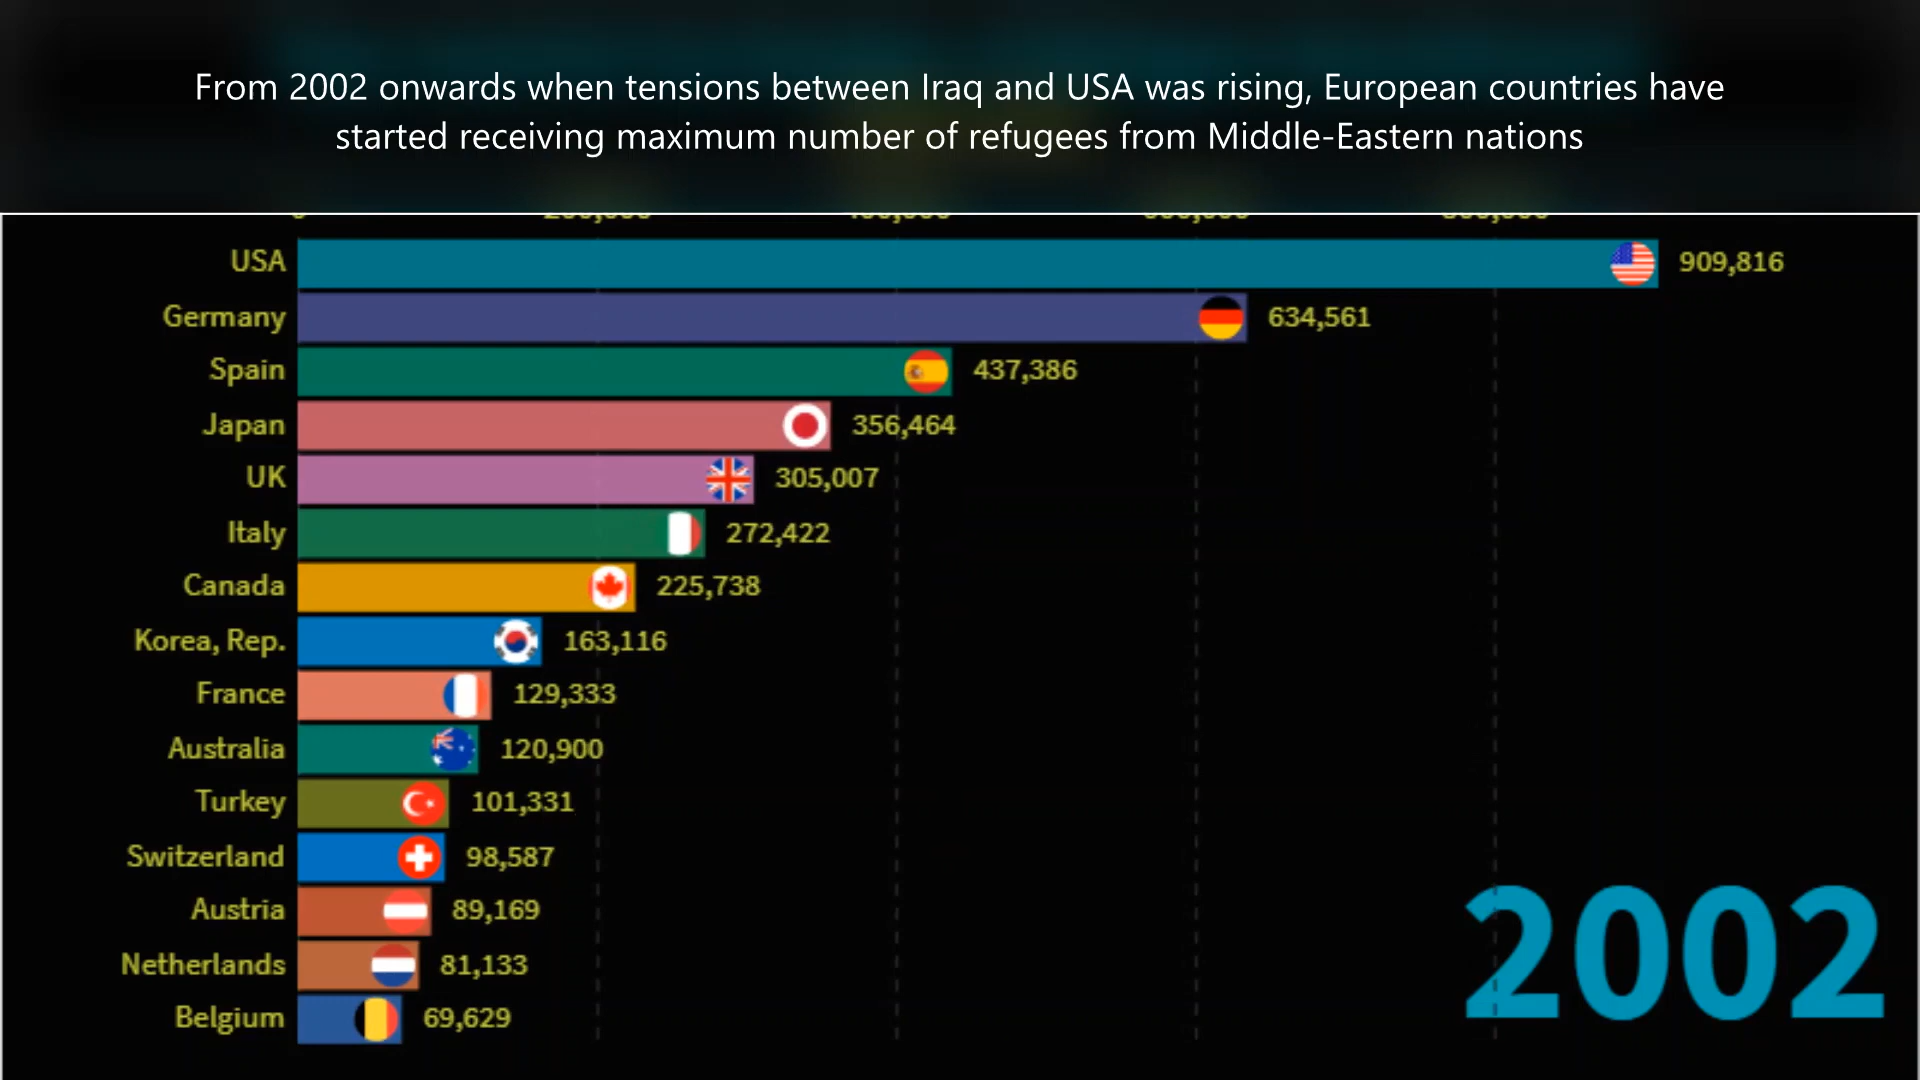 From 2002 onwards when tensions between Iraq and USA was rising, European countries have
started receiving maximum number of refugees from Middle-Eastern nations
USA 909,816
Germany 634,561
Spain 437,386
Japan 356,464
UK 305,007
Italy 272,422
Canada 225,738
Korea, Rep. 163,116
France 129,333
Australia 120,900
Turkey 101,331
Switzerland 98,587
Austria 89,169
Netherlands 81,133
Belgium 69,629
2002